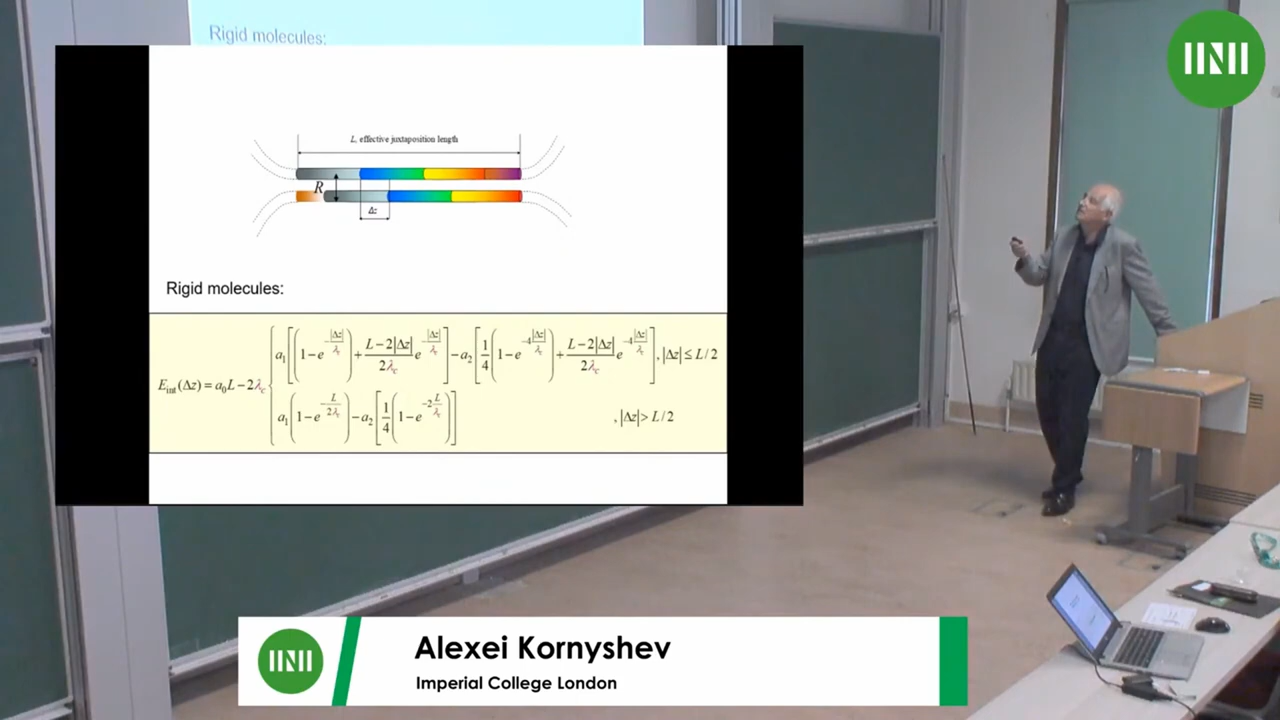 Rigid molecules:
L, effective juxtaposition length
R
Δz
Rigid molecules:
E_int(Δz) = a_0 L − 2λ_c { a_1 [ ( 1 − e^{−|Δz|/λ_c} ) + (L − 2|Δz|)/(2λ_c) e^{−|Δz|/λ_c} ] − a_2 [ 1/4 ( 1 − e^{−4|Δz|/λ_c} ) + (L − 2|Δz|)/(2λ_c) e^{−4|Δz|/λ_c} ], |Δz| ≤ L/2
a_1 ( 1 − e^{−L/(2λ_c)} ) − a_2 [ 1/4 ( 1 − e^{−2L/λ_c} ) ] , |Δz| > L/2
Alexei Kornyshev
Imperial College London